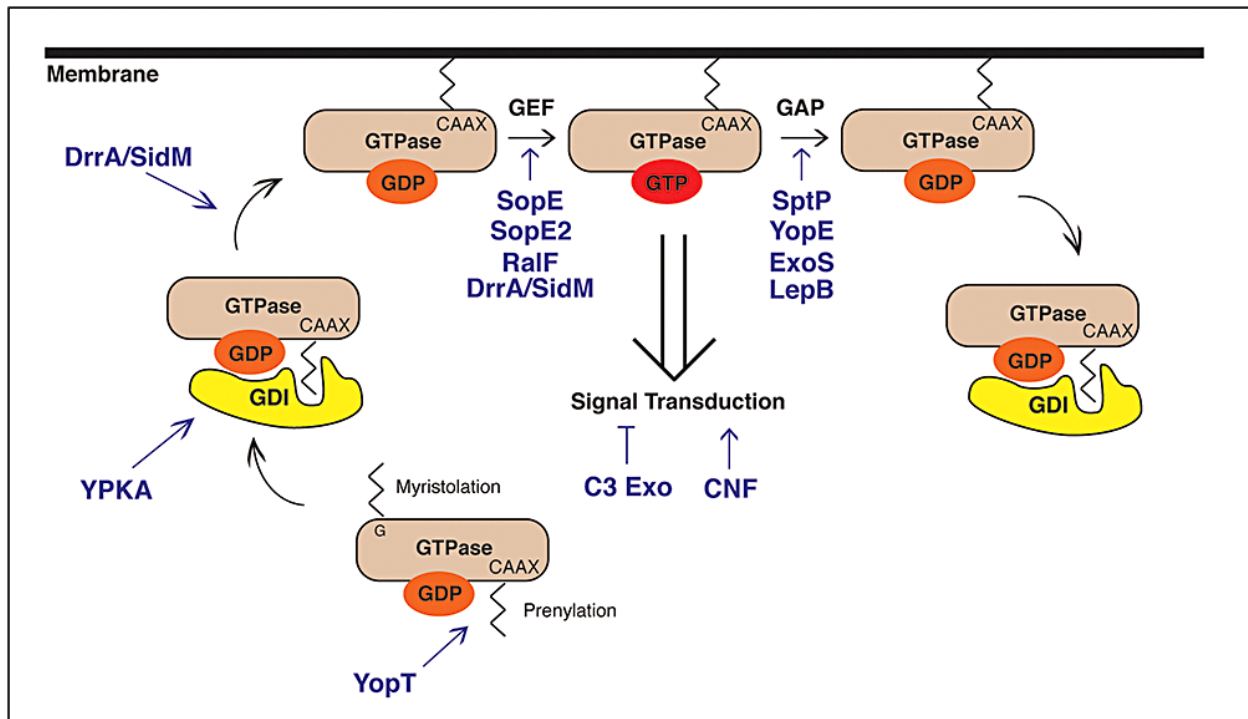 Membrane
CAAX
GTPase
GDP
GEF
CAAX
GTPase
GTP
GAP
CAAX
GTPase
GDP
DrrA/SidM
SopE
SopE2
RalF
DrrA/SidM
SptP
YopE
ExoS
LepB
GTPase
CAAX
GDP
GDI
GTPase
CAAX
GDP
GDI
Signal Transduction
C3 Exo
CNF
YPKA
Myristolation
G
GTPase
CAAX
GDP
Prenylation
YopT